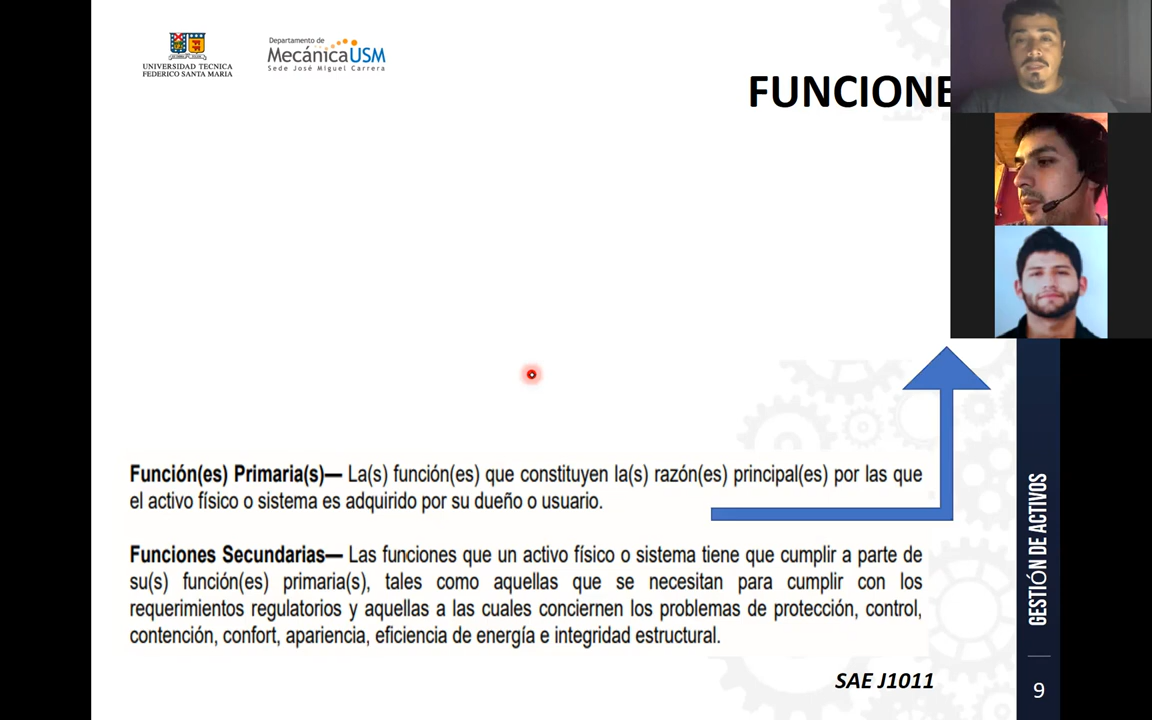 UNIVERSIDAD TECNICA
FEDERICO SANTA MARIA
Departamento de
MecánicaUSM
Sede José Miguel Carrera
FUNCIONE
Función(es) Primaria(s)— La(s) función(es) que constituyen la(s) razón(es) principal(es) por las que
el activo físico o sistema es adquirido por su dueño o usuario.
Funciones Secundarias— Las funciones que un activo físico o sistema tiene que cumplir a parte de
su(s) función(es) primaria(s), tales como aquellas que se necesitan para cumplir con los
requerimientos regulatorios y aquellas a las cuales conciernen los problemas de protección, control,
contención, confort, apariencia, eficiencia de energía e integridad estructural.
SAE J1011
GESTIÓN DE ACTIVOS
9